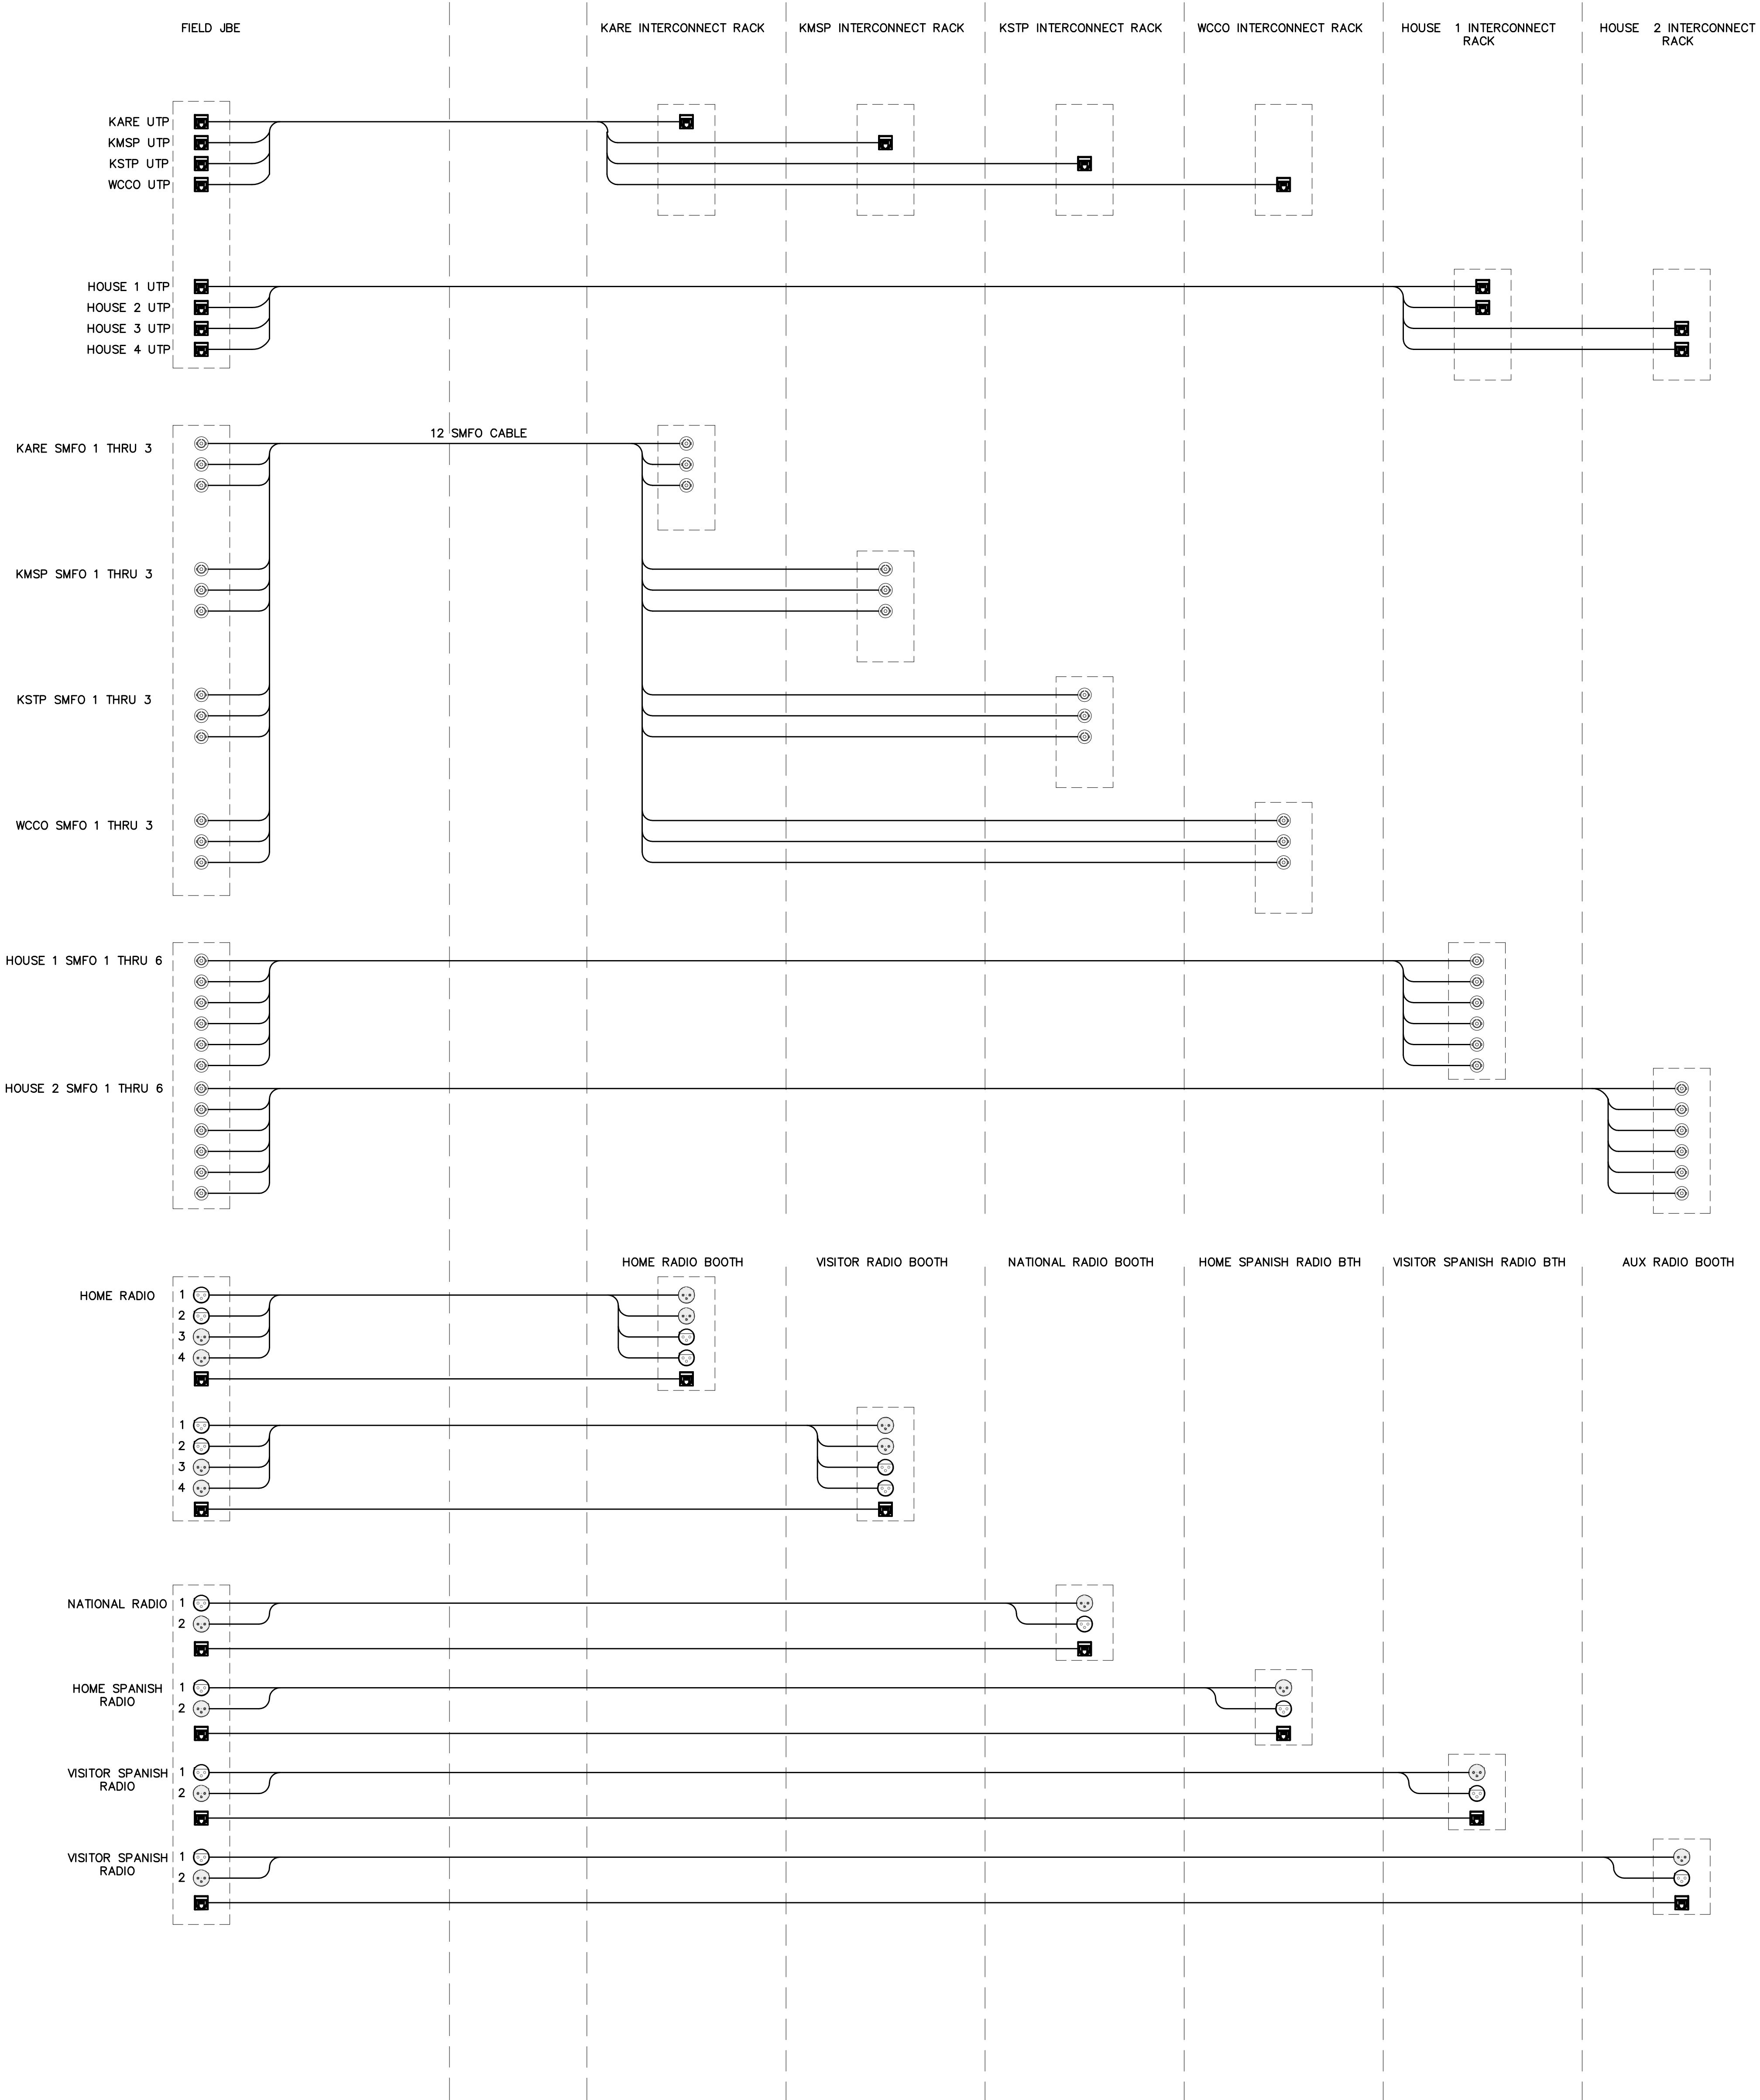 FIELD JBE
KARE INTERCONNECT RACK
KMSP INTERCONNECT RACK
KSTP INTERCONNECT RACK
WCCO INTERCONNECT RACK
HOUSE 1 INTERCONNECT
RACK
HOUSE 2 INTERCONNECT
RACK
KARE UTP
KMSP UTP
KSTP UTP
WCCO UTP
HOUSE 1 UTP
HOUSE 2 UTP
HOUSE 3 UTP
HOUSE 4 UTP
12 SMFO CABLE
KARE SMFO 1 THRU 3
KMSP SMFO 1 THRU 3
KSTP SMFO 1 THRU 3
WCCO SMFO 1 THRU 3
HOUSE 1 SMFO 1 THRU 6
HOUSE 2 SMFO 1 THRU 6
HOME RADIO BOOTH
VISITOR RADIO BOOTH
NATIONAL RADIO BOOTH
HOME SPANISH RADIO BTH
VISITOR SPANISH RADIO BTH
AUX RADIO BOOTH
HOME RADIO 1
2
3
4
1
2
3
4
NATIONAL RADIO 1
2
HOME SPANISH 1
RADIO
2
VISITOR SPANISH 1
RADIO
2
VISITOR SPANISH 1
RADIO
2